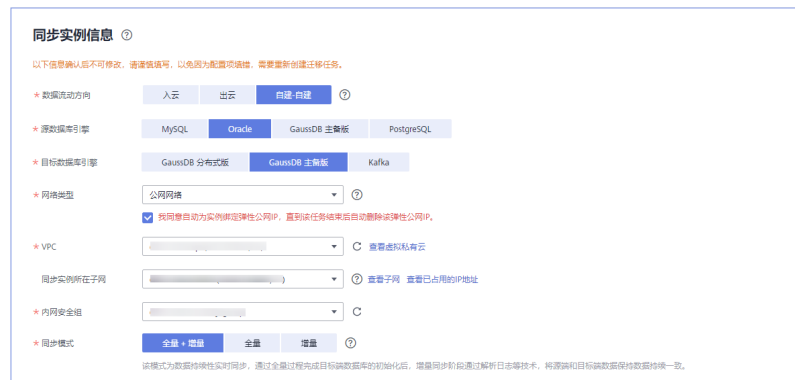 同步实例信息 ?
以下信息确认后不可修改，请谨慎填写，以免因为配置项填错，需要重新创建迁移任务。
* 数据流动方向 入云 出云 自建-自建 ?
* 源数据库引擎 MySQL Oracle GaussDB 主备版 PostgreSQL
* 目标数据库引擎 GaussDB 分布式版 GaussDB 主备版 Kafka
* 网络类型 公网网络 ?
我同意自动为实例绑定弹性公网IP，直到该任务结束后自动删除该弹性公网IP。
* VPC 查看虚拟私有云
同步实例所在子网 ) ? 查看子网 查看已占用的IP地址
* 内网安全组
* 同步模式 全量 + 增量 全量 增量 ?
该模式为数据持续性实时同步，通过全量过程完成目标端数据库的初始化后，增量同步阶段通过解析日志等技术，将源端和目标端数据保持数据持续一致。